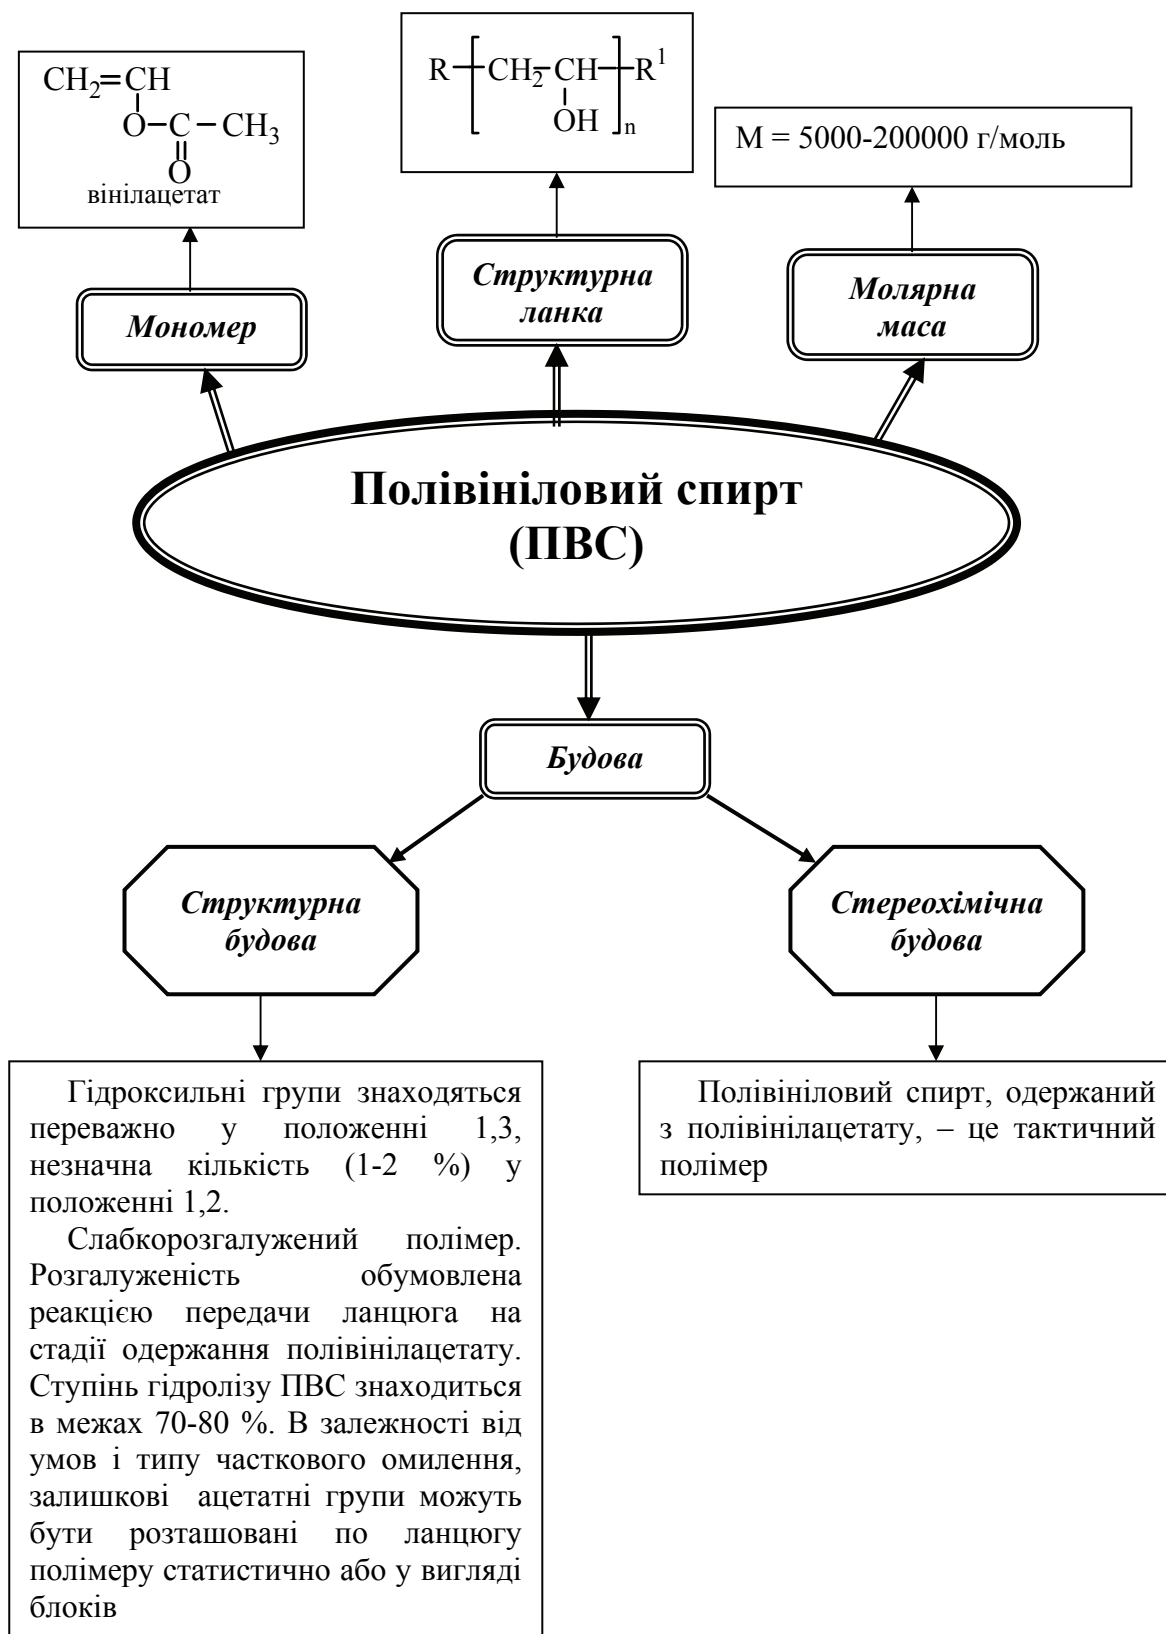 CH2=CH
O–C–CH3
O
вінілацетат
R–[CH2–CH]n–R1
OH
М = 5000-200000 г/моль
Мономер
Структурна
ланка
Молярна
маса
Полівініловий спирт
(ПВС)
Будова
Структурна
будова
Стереохімічна
будова
Гідроксильні групи знаходяться
переважно у положенні 1,3,
незначна кількість (1-2 %) у
положенні 1,2.
Слабкорозгалужений полімер.
Розгалуженість обумовлена
реакцією передачи ланцюга на
стадії одержання полівінілацетату.
Ступінь гідролізу ПВС знаходиться
в межах 70-80 %. В залежності від
умов і типу часткового омилення,
залишкові ацетатні групи можуть
бути розташовані по ланцюгу
полімеру статистично або у вигляді
блоків
Полівініловий спирт, одержаний
з полівінілацетату, – це тактичний
полімер